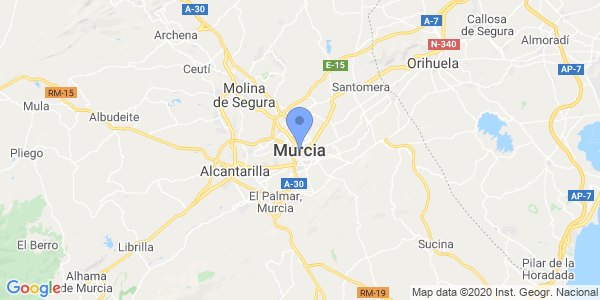 A-30
A-7
Callosa
de Segura
Almoradí
Archena
N-340
E-15
Orihuela
AP-7
Ceutí
Molina
de Segura
Santomera
RM-15
Mula
Albudeite
Pliego
Murcia
Alcantarilla
A-30
El Palmar,
Murcia
AP-7
El Berro
Librilla
Sucina
Pilar de la
Horadada
Alhama
de Murcia
RM-19
Google
Map data ©2020 Inst. Geogr. Nacional